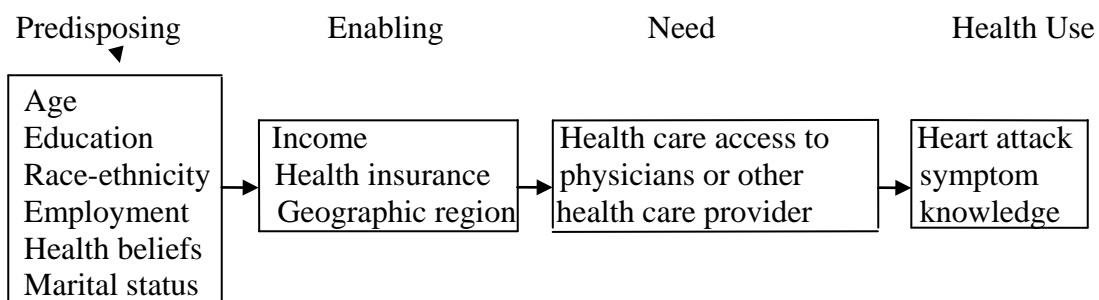 Predisposing Enabling Need Health Use
Age
Education
Race-ethnicity
Employment
Health beliefs
Marital status
Income
Health insurance
Geographic region
Health care access to
physicians or other
health care provider
Heart attack
symptom
knowledge